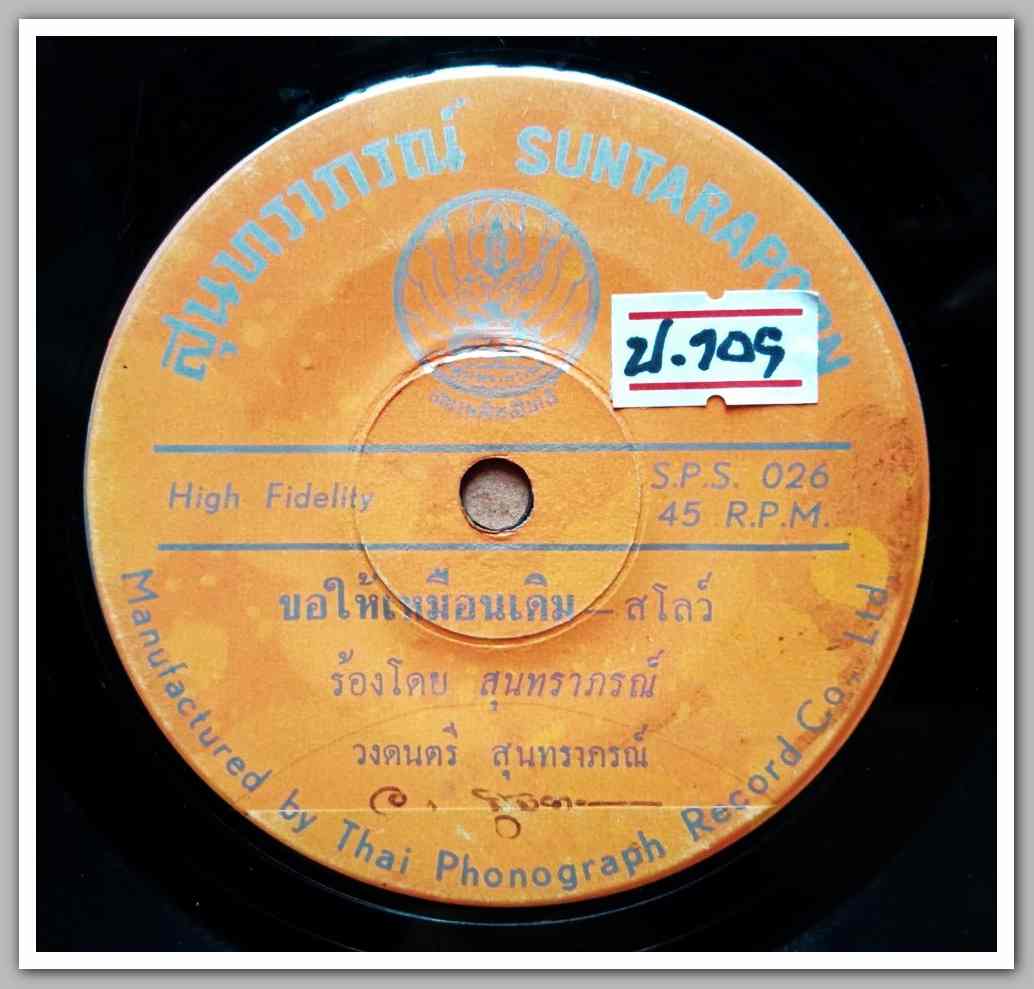 สุนทราภรณ์ SUNTARAPORN
ป.109
High Fidelity
S.P.S. 026
45 R.P.M.
ขอให้เหมือนเดิม — สโลว์
ร้องโดย สุนทราภรณ์
วงดนตรี สุนทราภรณ์
Manufactured by Thai Phonograph Record Co., Ltd.